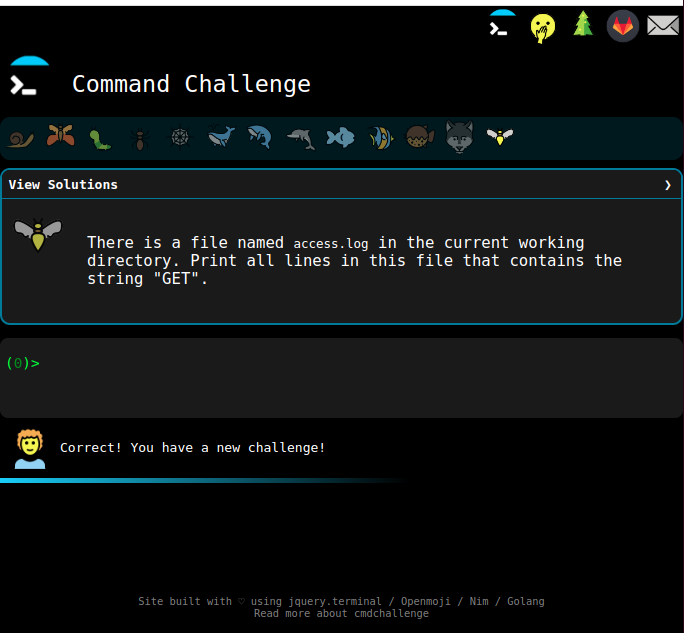 Command Challenge
View Solutions ❯
There is a file named access.log in the current working
directory. Print all lines in this file that contains the
string "GET".
(0)>
Correct! You have a new challenge!
Site built with ♡ using jquery.terminal / Openmoji / Nim / Golang
Read more about cmdchallenge